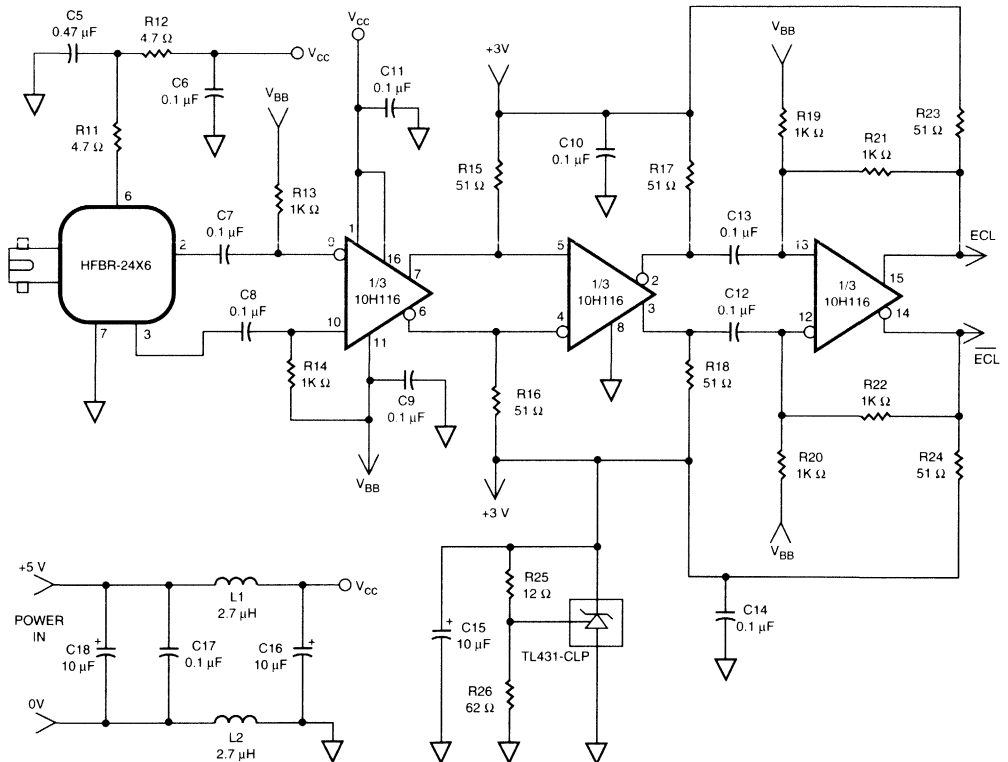 C5
0.47 µF
R12
4.7 Ω
VCC
C6
0.1 µF
R11
4.7 Ω
6
HFBR-24X6
2
7
3
C7
0.1 µF
C8
0.1 µF
VBB
R13
1K Ω
R14
1K Ω
VCC
C11
0.1 µF
1
16
9
10
11
1/3
10H116
7
6
C9
0.1 µF
VBB
+3V
R15
51 Ω
C10
0.1 µF
R17
51 Ω
R16
51 Ω
+3 V
5
4
1/3
10H116
2
3
8
C13
0.1 µF
C12
0.1 µF
R18
51 Ω
VBB
R19
1K Ω
R21
1K Ω
R23
51 Ω
13
12
1/3
10H116
15
14
ECL
ECL
R22
1K Ω
R20
1K Ω
R24
51 Ω
VBB
C14
0.1 µF
+
C15
10 µF
R25
12 Ω
R26
62 Ω
TL431-CLP
+5 V
POWER
IN
0V
+
C18
10 µF
C17
0.1 µF
L1
2.7 µH
L2
2.7 µH
+
C16
10 µF
VCC